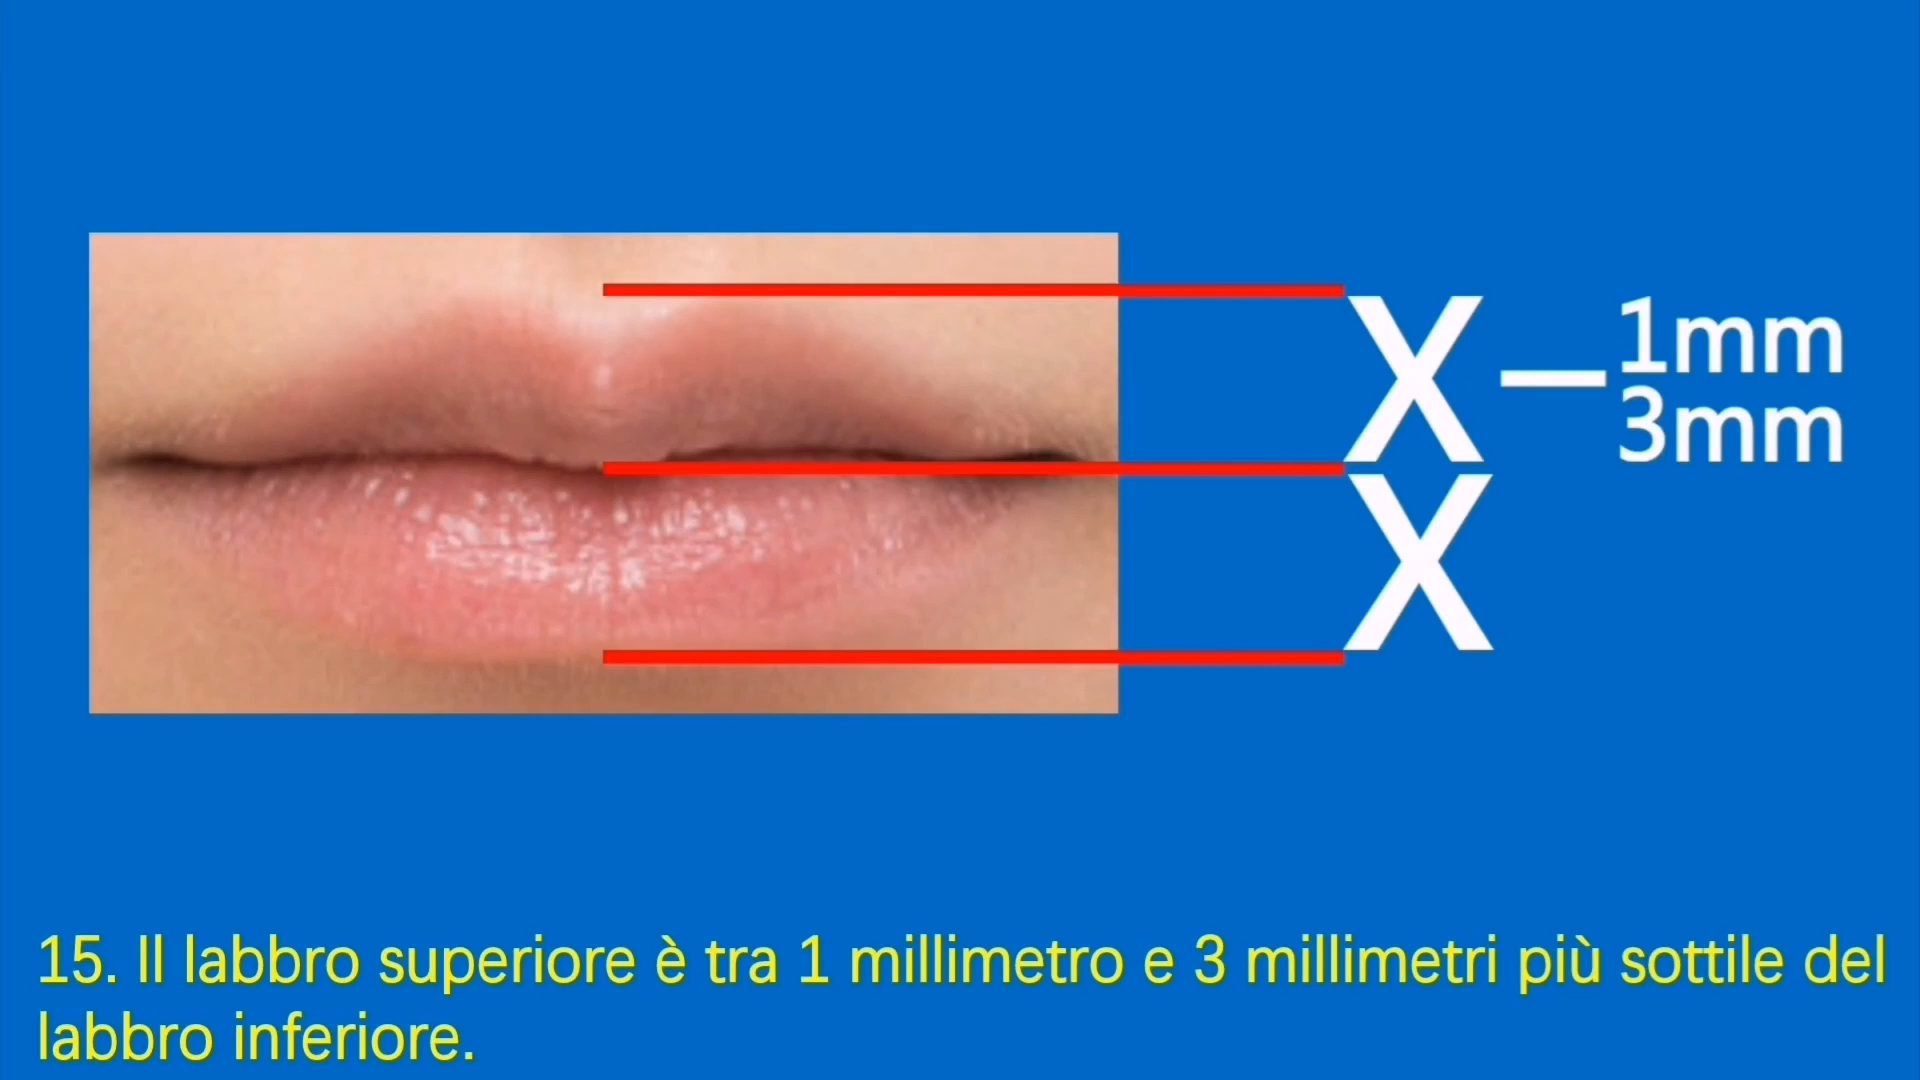 X — 1mm
3mm
X
15. Il labbro superiore è tra 1 millimetro e 3 millimetri più sottile del
labbro inferiore.